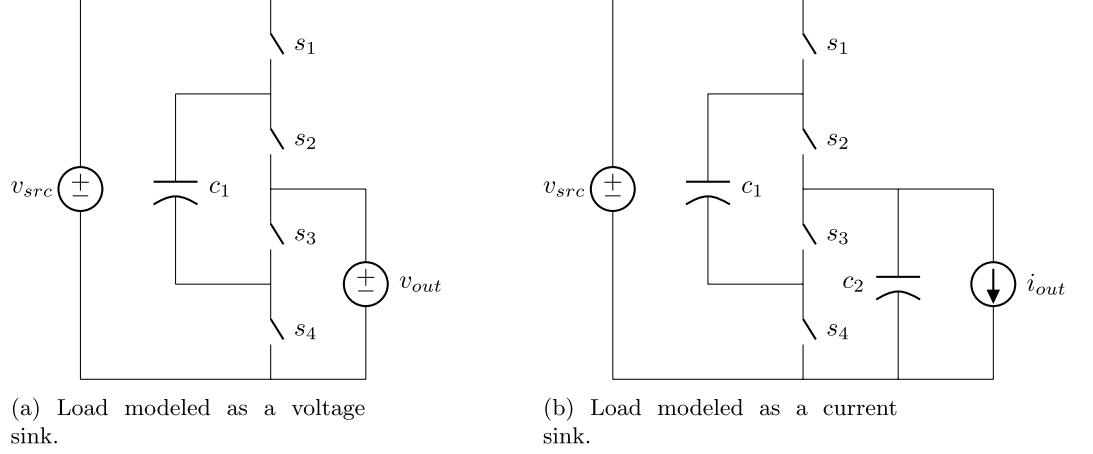 s1
s1
s2
s2
vsrc
+
−
c1
vsrc
+
−
c1
s3
s3
+
−
vout
c2
iout
s4
s4
(a) Load modeled as a voltage
sink.
(b) Load modeled as a current
sink.